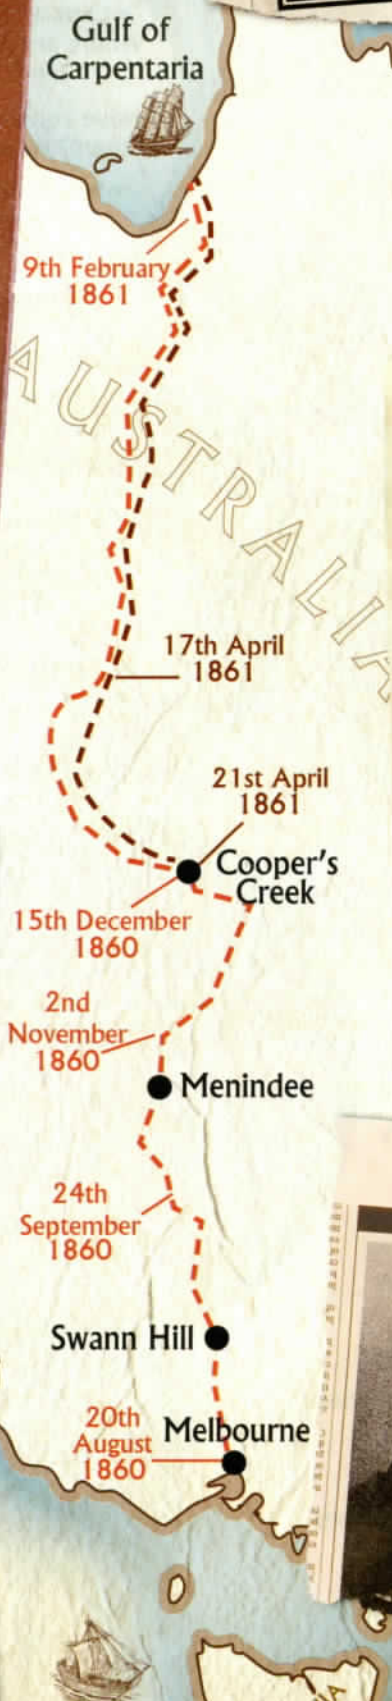 Gulf of
Carpentaria
9th February
1861
AUSTRALIA
17th April
1861
21st April
1861
Cooper's
Creek
15th December
1860
2nd
November
1860
Menindee
24th
September
1860
Swann Hill
20th
August
1860
Melbourne
A